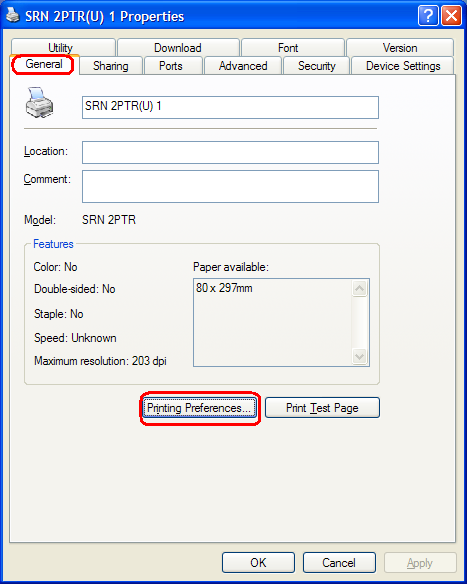 SRN 2PTR(U) 1 Properties
Utility Download Font Version
General Sharing Ports Advanced Security Device Settings
SRN 2PTR(U) 1
Location:
Comment:
Model: SRN 2PTR
Features
Color: No Paper available:
Double-sided: No 80 x 297mm
Staple: No
Speed: Unknown
Maximum resolution: 203 dpi
Printing Preferences... Print Test Page
OK Cancel Apply